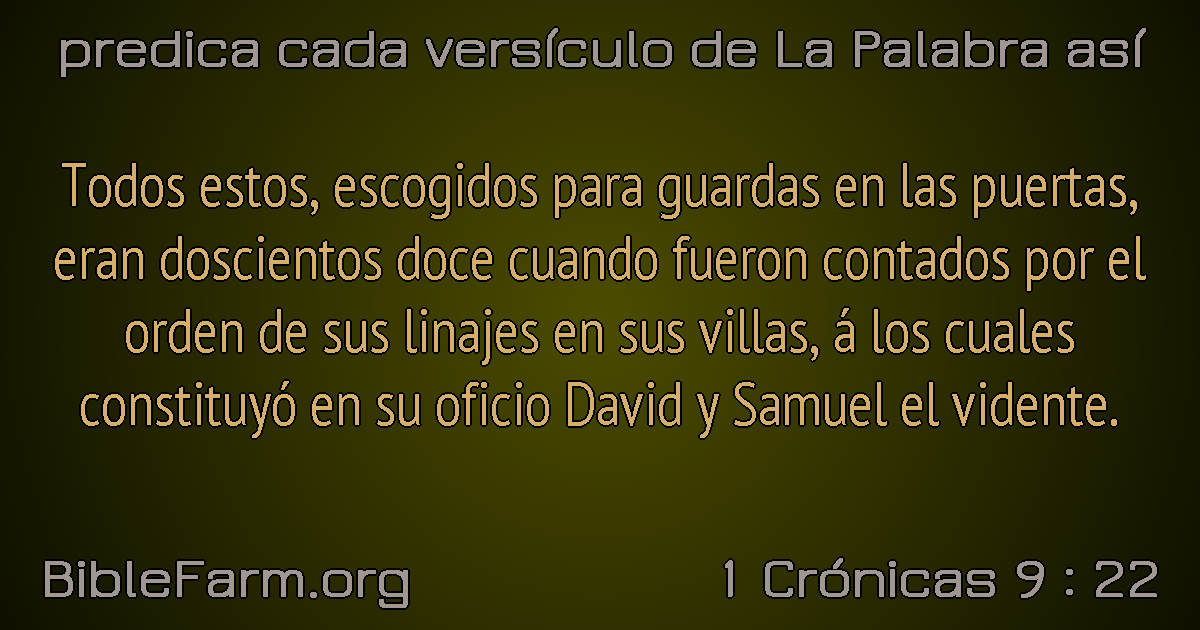 predica cada versículo de La Palabra así
Todos estos, escogidos para guardas en las puertas,
eran doscientos doce cuando fueron contados por el
orden de sus linajes en sus villas, á los cuales
constituyó en su oficio David y Samuel el vidente.
BibleFarm.org
1 Crónicas 9 : 22